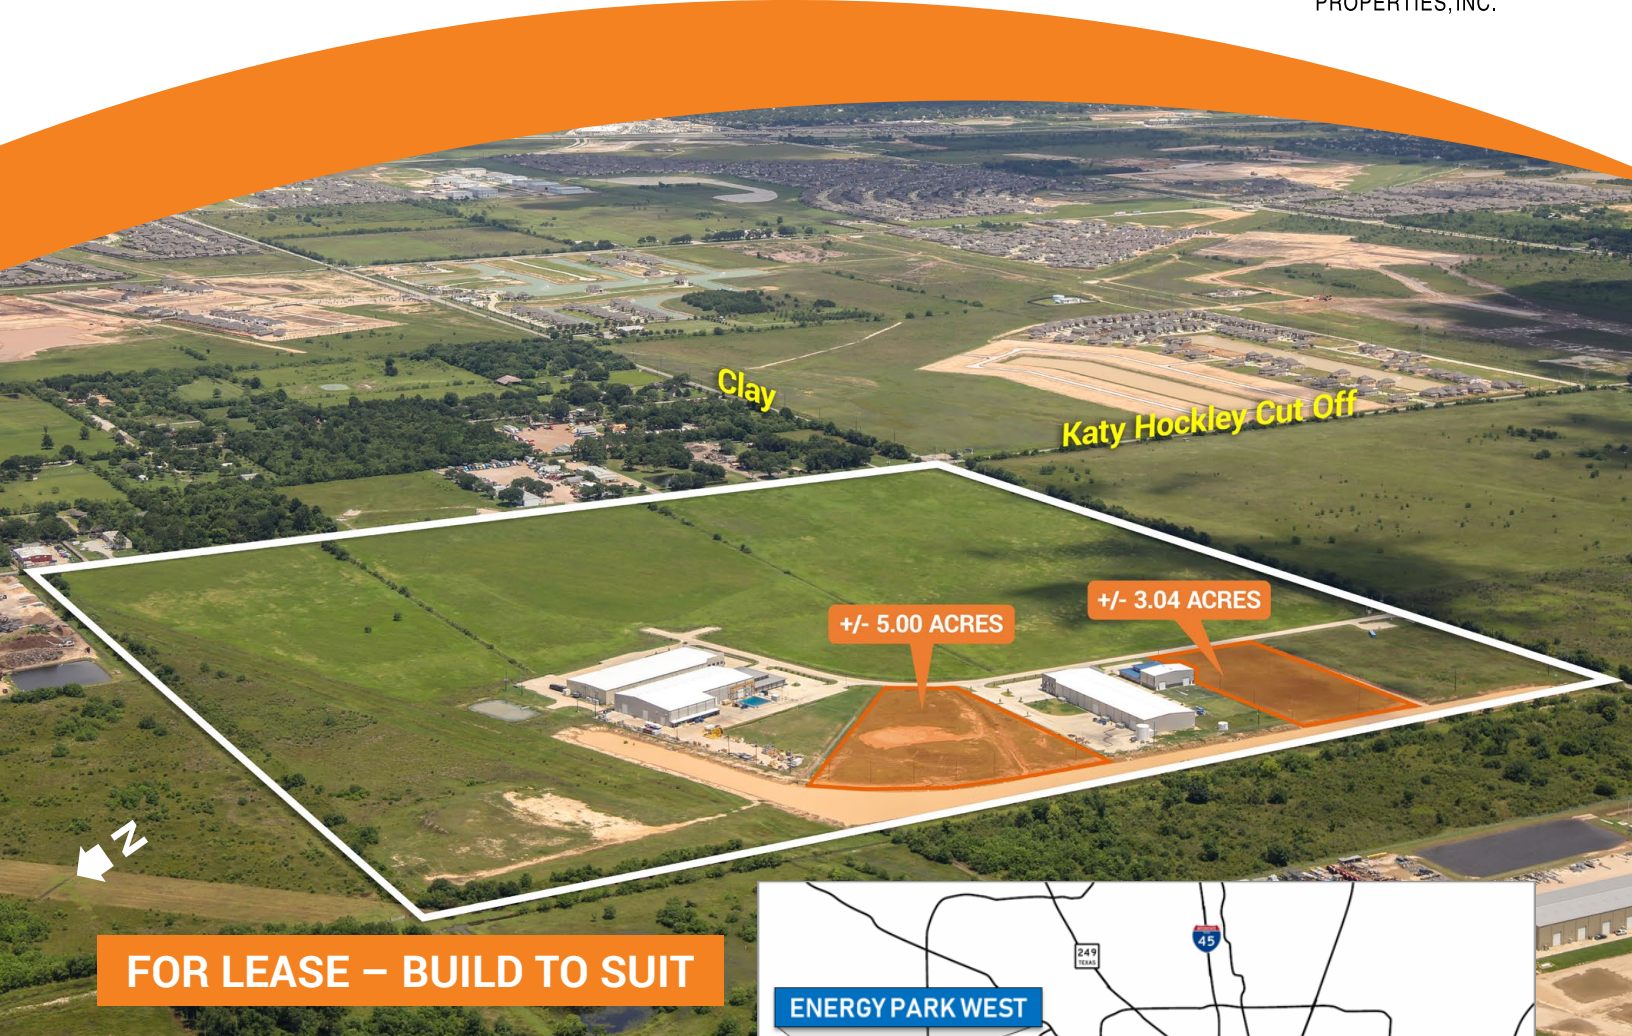 PROPERTIES, INC.
Clay
Katy Hockley Cut Off
+/- 3.04 ACRES
+/- 5.00 ACRES
N
FOR LEASE – BUILD TO SUIT
249
TEXAS
45
ENERGY PARK WEST